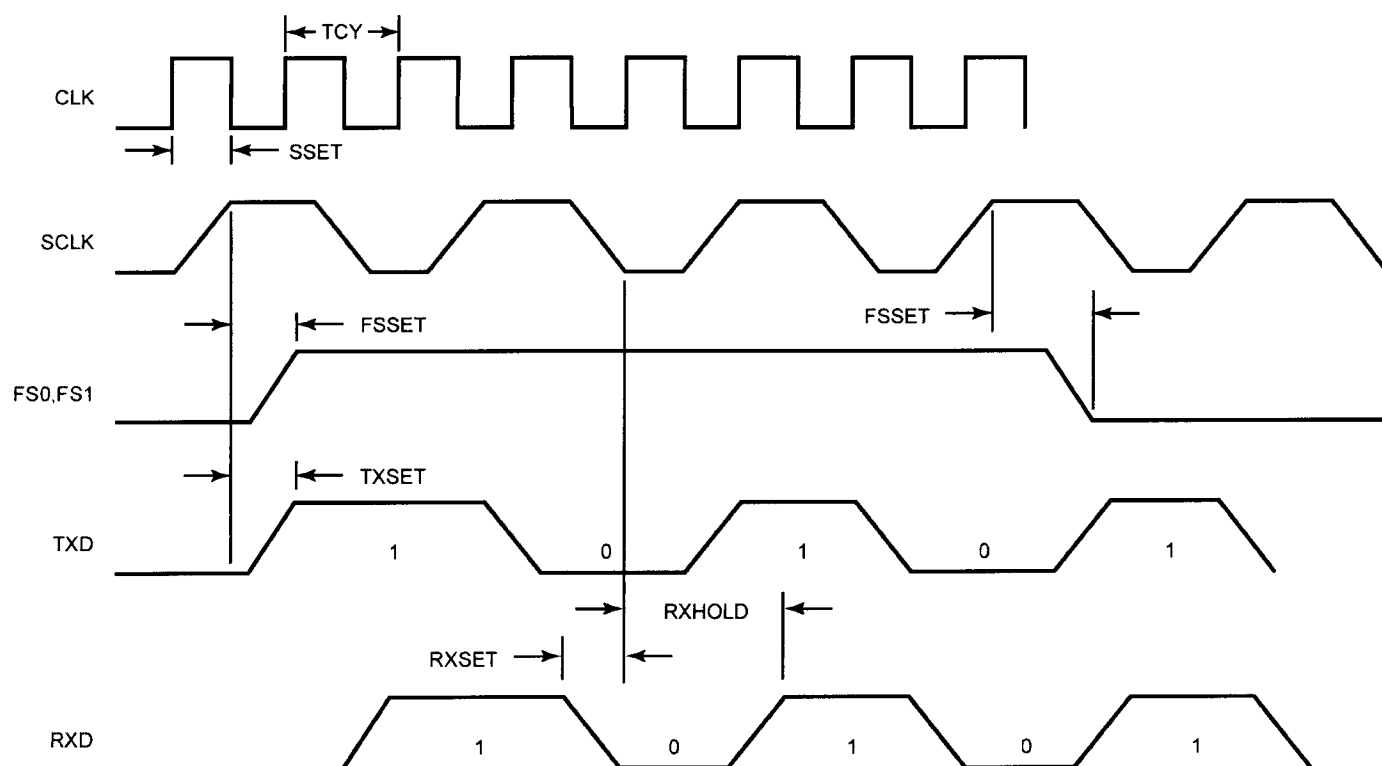 TCY
CLK
SSET
SCLK
FSSET
FSSET
FS0,FS1
TXSET
TXD
1 0 1 0 1
RXHOLD
RXSET
RXD
1 0 1 0 1